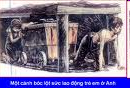 Một cảnh bóc lột sức lao động trẻ em ở Anh